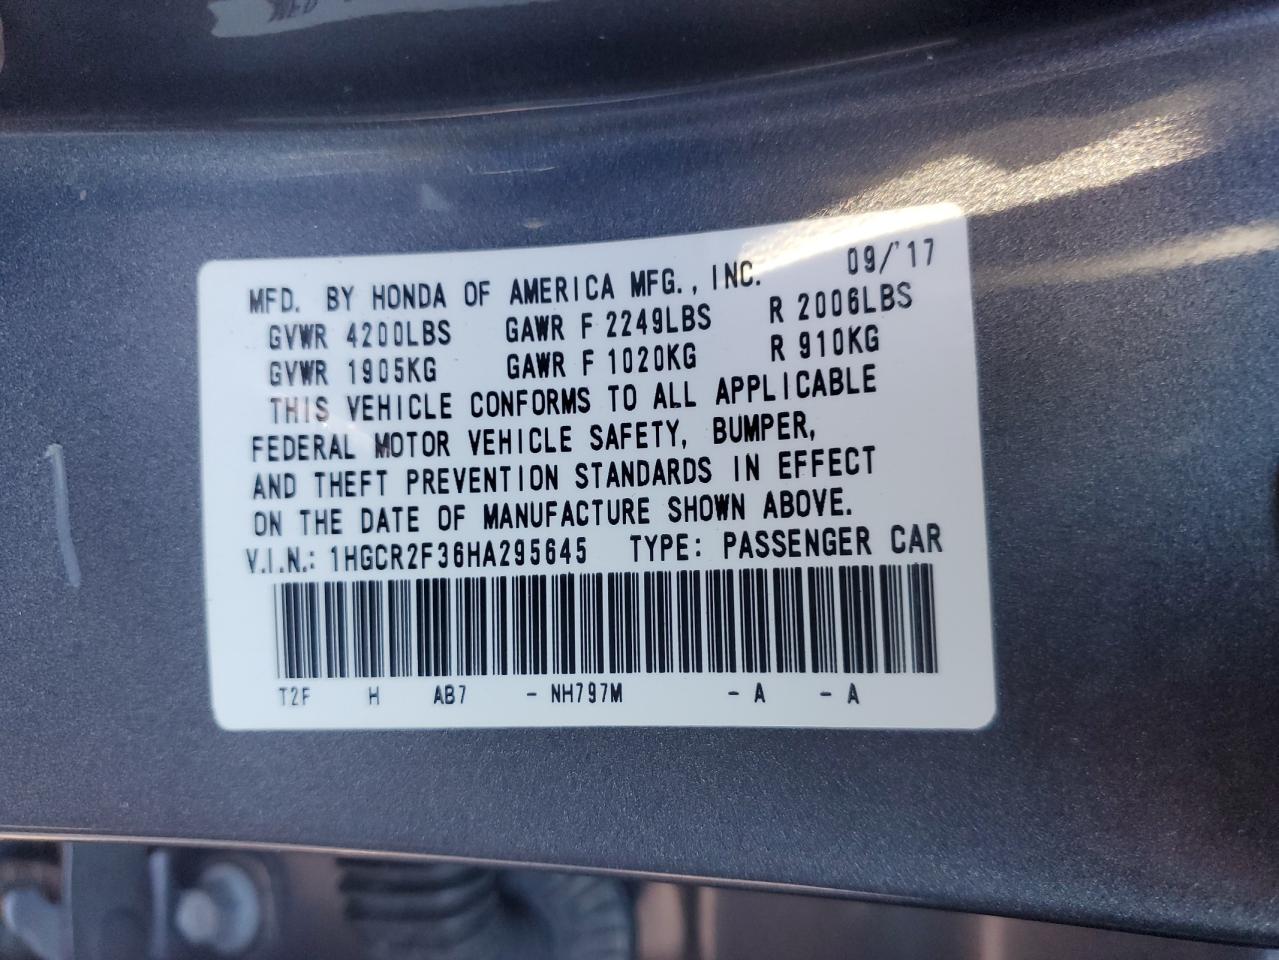 MFD. BY HONDA OF AMERICA MFG., INC. 09/'17
GVWR 4200LBS GAWR F 2249LBS R 2006LBS
GVWR 1905KG GAWR F 1020KG R 910KG
THIS VEHICLE CONFORMS TO ALL APPLICABLE
FEDERAL MOTOR VEHICLE SAFETY, BUMPER,
AND THEFT PREVENTION STANDARDS IN EFFECT
ON THE DATE OF MANUFACTURE SHOWN ABOVE.
V.I.N.: 1HGCR2F36HA295645 TYPE: PASSENGER CAR
T2F H AB7 - NH797M - A - A